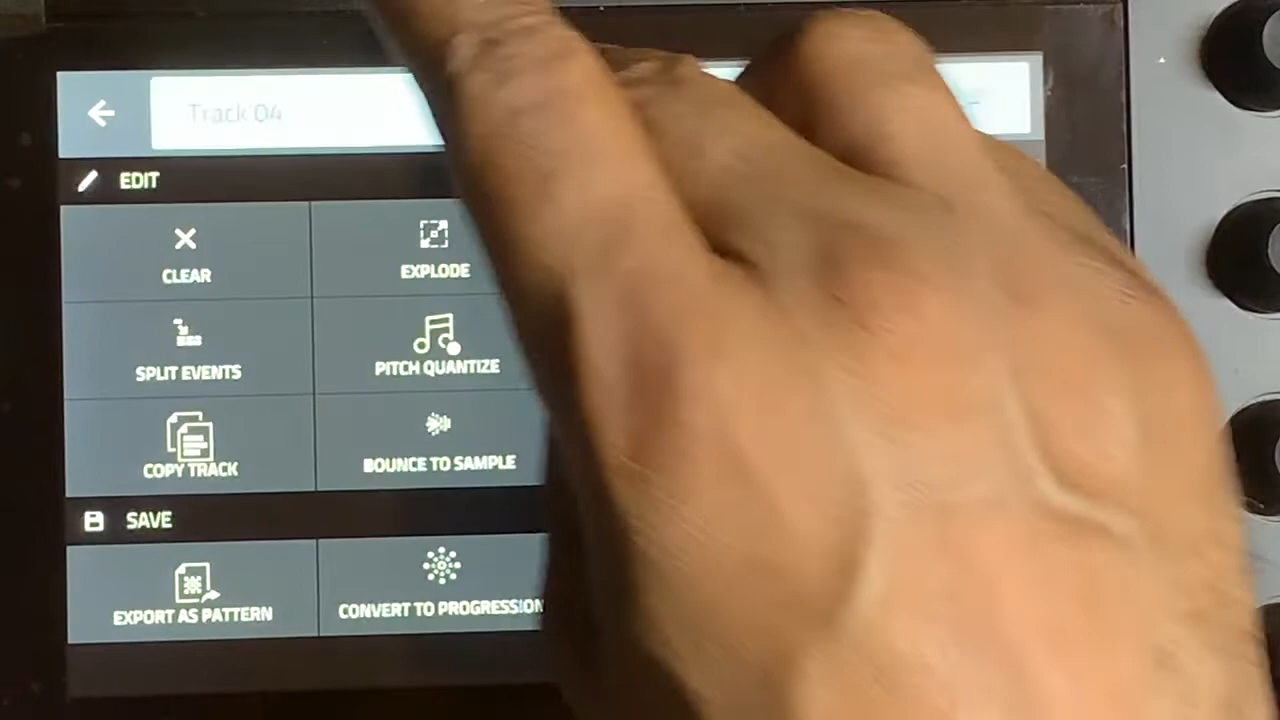 Track 04
EDIT
CLEAR
EXPLODE
SPLIT EVENTS
PITCH QUANTIZE
COPY TRACK
BOUNCE TO SAMPLE
SAVE
EXPORT AS PATTERN
CONVERT TO PROGRESSION